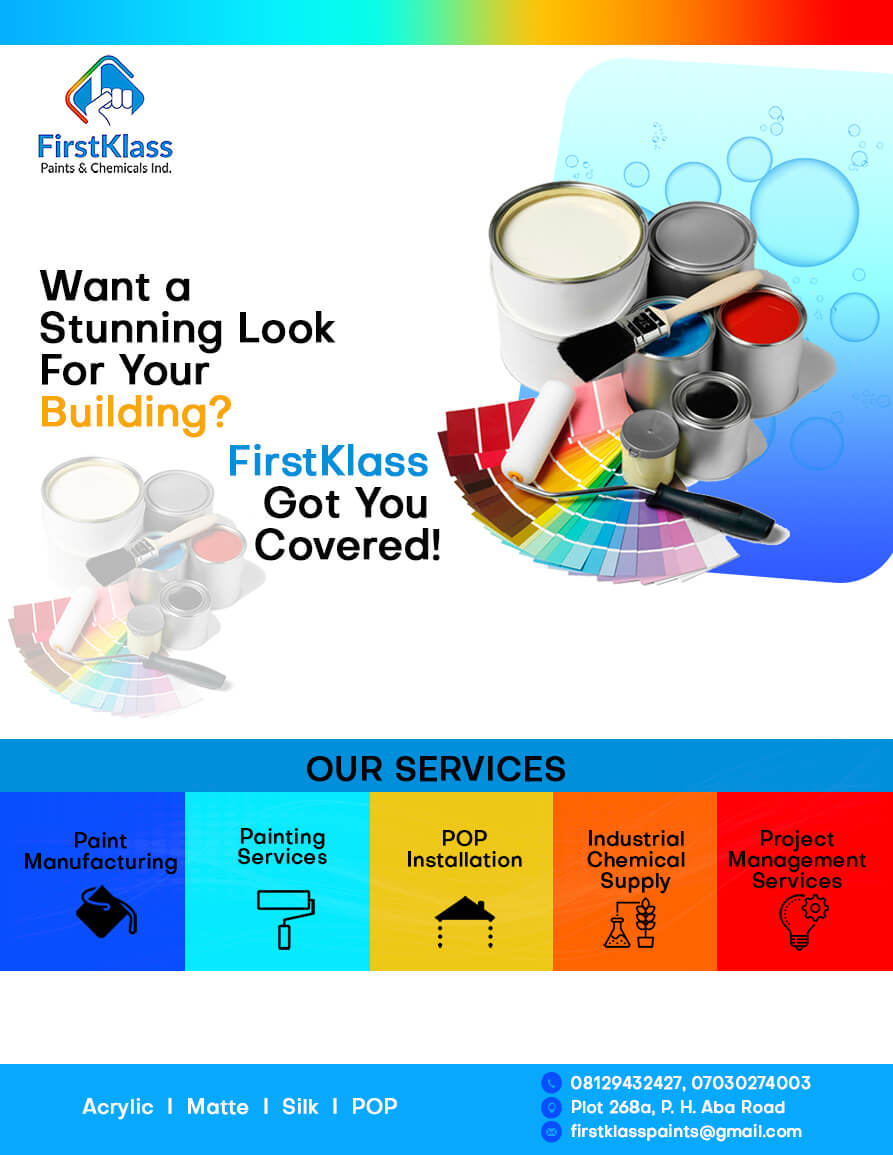 FirstKlass
Paints & Chemicals Ind.
Want a
Stunning Look
For Your
Building?
FirstKlass
Got You
Covered!
OUR SERVICES
Paint
Manufacturing
Painting
Services
POP
Installation
Industrial
Chemical
Supply
Project
Management
Services
Acrylic I Matte I Silk I POP
08129432427, 07030274003
Plot 268a, P. H. Aba Road
firstklasspaints@gmail.com